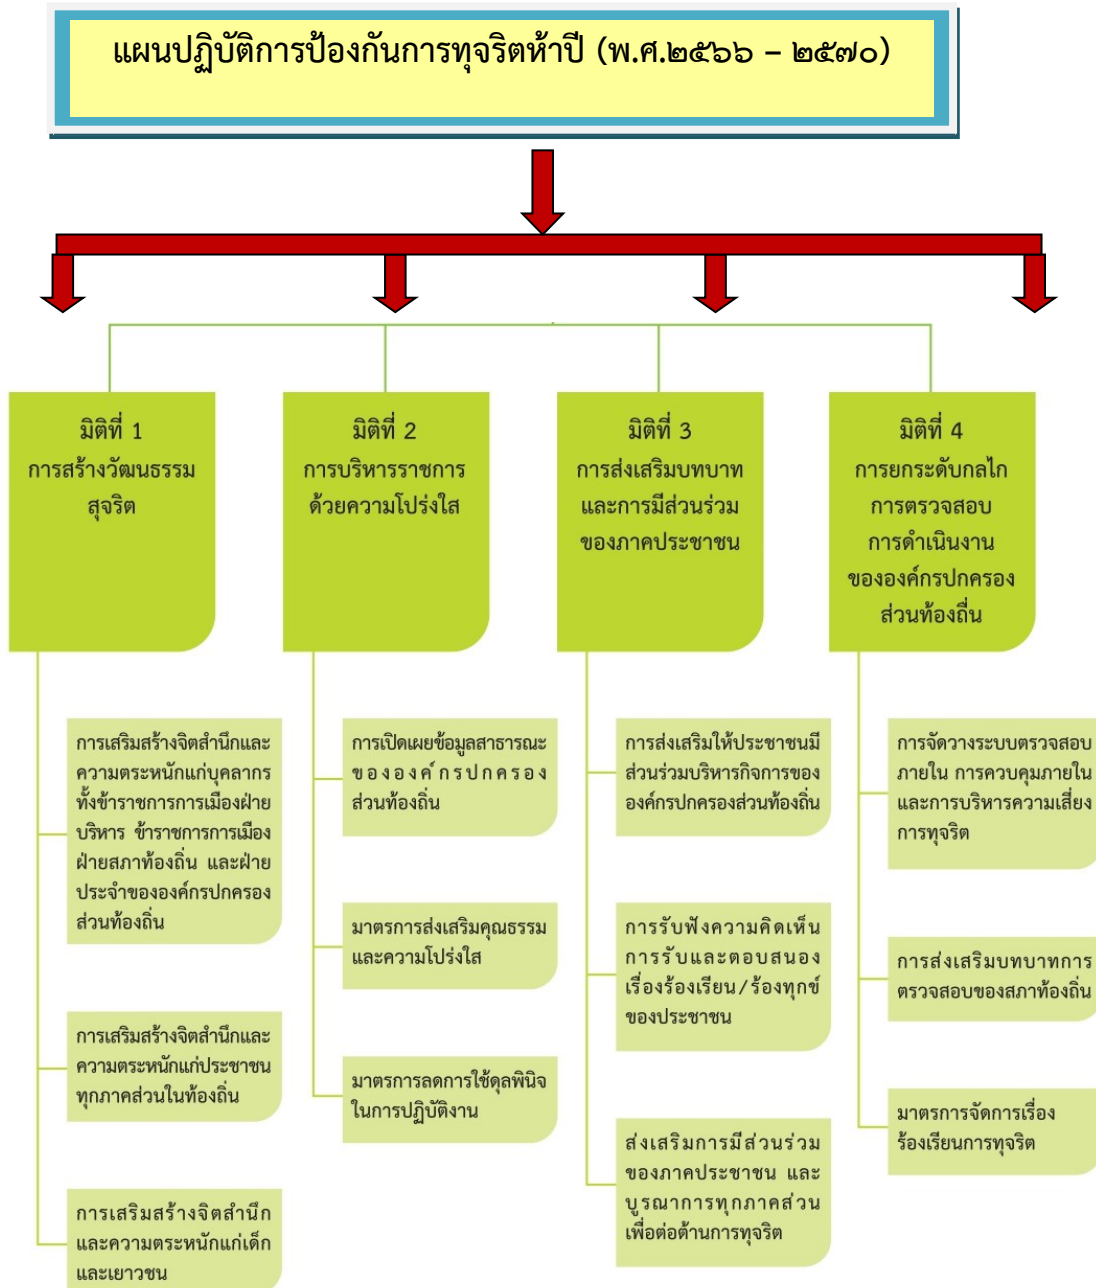 แผนปฏิบัติการป้องกันการทุจริตห้าปี (พ.ศ.๒๕๖๖ – ๒๕๗๐)
มิติที่ 1
การสร้างวัฒนธรรม
สุจริต
มิติที่ 2
การบริหารราชการ
ด้วยความโปร่งใส
มิติที่ 3
การส่งเสริมบทบาท
และการมีส่วนร่วม
ของภาคประชาชน
มิติที่ 4
การยกระดับกลไก
การตรวจสอบ
การดำเนินงาน
ขององค์กรปกครอง
ส่วนท้องถิ่น
การเสริมสร้างจิตสำนึกและ
ความตระหนักแก่บุคลากร
ทั้งข้าราชการการเมืองฝ่าย
บริหาร ข้าราชการการเมือง
ฝ่ายสภาท้องถิ่น และฝ่าย
ประจำขององค์กรปกครอง
ส่วนท้องถิ่น
การเสริมสร้างจิตสำนึกและ
ความตระหนักแก่ประชาชน
ทุกภาคส่วนในท้องถิ่น
การเสริมสร้างจิตสำนึก
และความตระหนักแก่เด็ก
และเยาวชน
การเปิดเผยข้อมูลสาธารณะ
ขององค์กรปกครอง
ส่วนท้องถิ่น
มาตรการส่งเสริมคุณธรรม
และความโปร่งใส
มาตรการลดการใช้ดุลพินิจ
ในการปฏิบัติงาน
การส่งเสริมให้ประชาชนมี
ส่วนร่วมบริหารกิจการของ
องค์กรปกครองส่วนท้องถิ่น
การรับฟังความคิดเห็น
การรับและตอบสนอง
เรื่องร้องเรียน/ร้องทุกข์
ของประชาชน
ส่งเสริมการมีส่วนร่วม
ของภาคประชาชน และ
บูรณาการทุกภาคส่วน
เพื่อต่อต้านการทุจริต
การจัดวางระบบตรวจสอบ
ภายใน การควบคุมภายใน
และการบริหารความเสี่ยง
การทุจริต
การส่งเสริมบทบาทการ
ตรวจสอบของสภาท้องถิ่น
มาตรการจัดการเรื่อง
ร้องเรียนการทุจริต